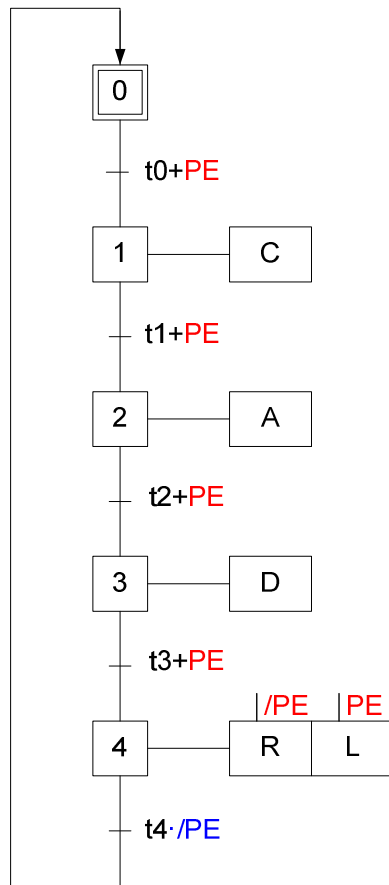 0
t0+PE
1 C
t1+PE
2 A
t2+PE
3 D
t3+PE
/PE PE
4 R L
t4·/PE